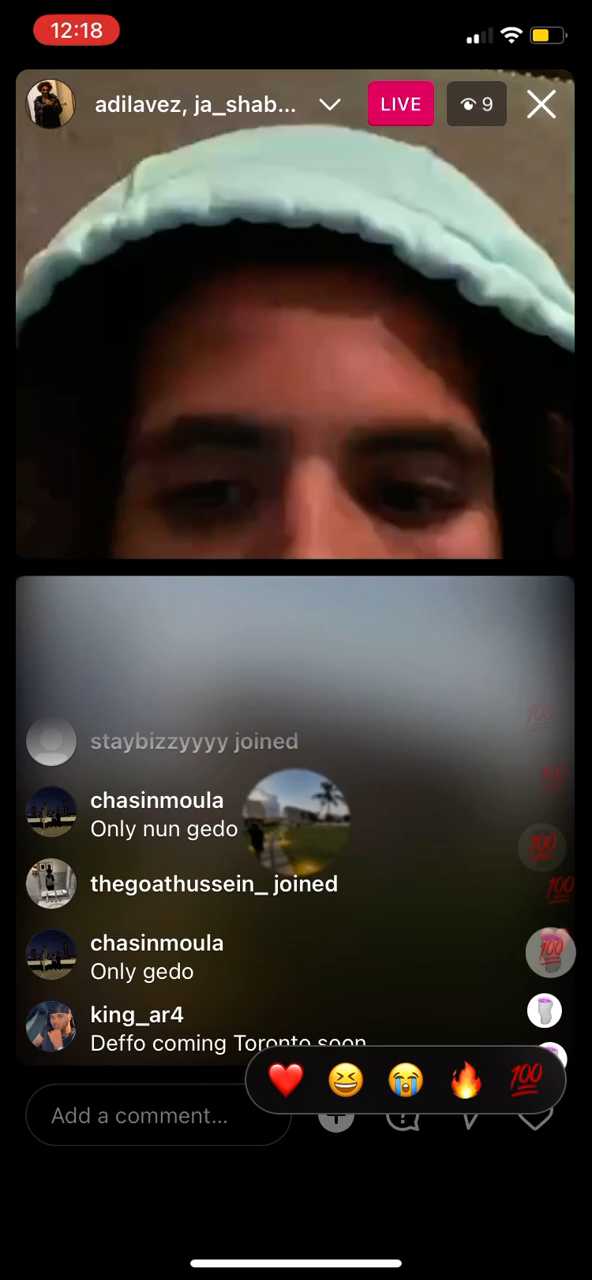 12:18
adilavez, ja_shab...
LIVE
9
staybizzyyyy joined
chasinmoula
Only nun gedo
thegoathussein_ joined
chasinmoula
Only gedo
king_ar4
Deffo coming Toronto soon
Add a comment...